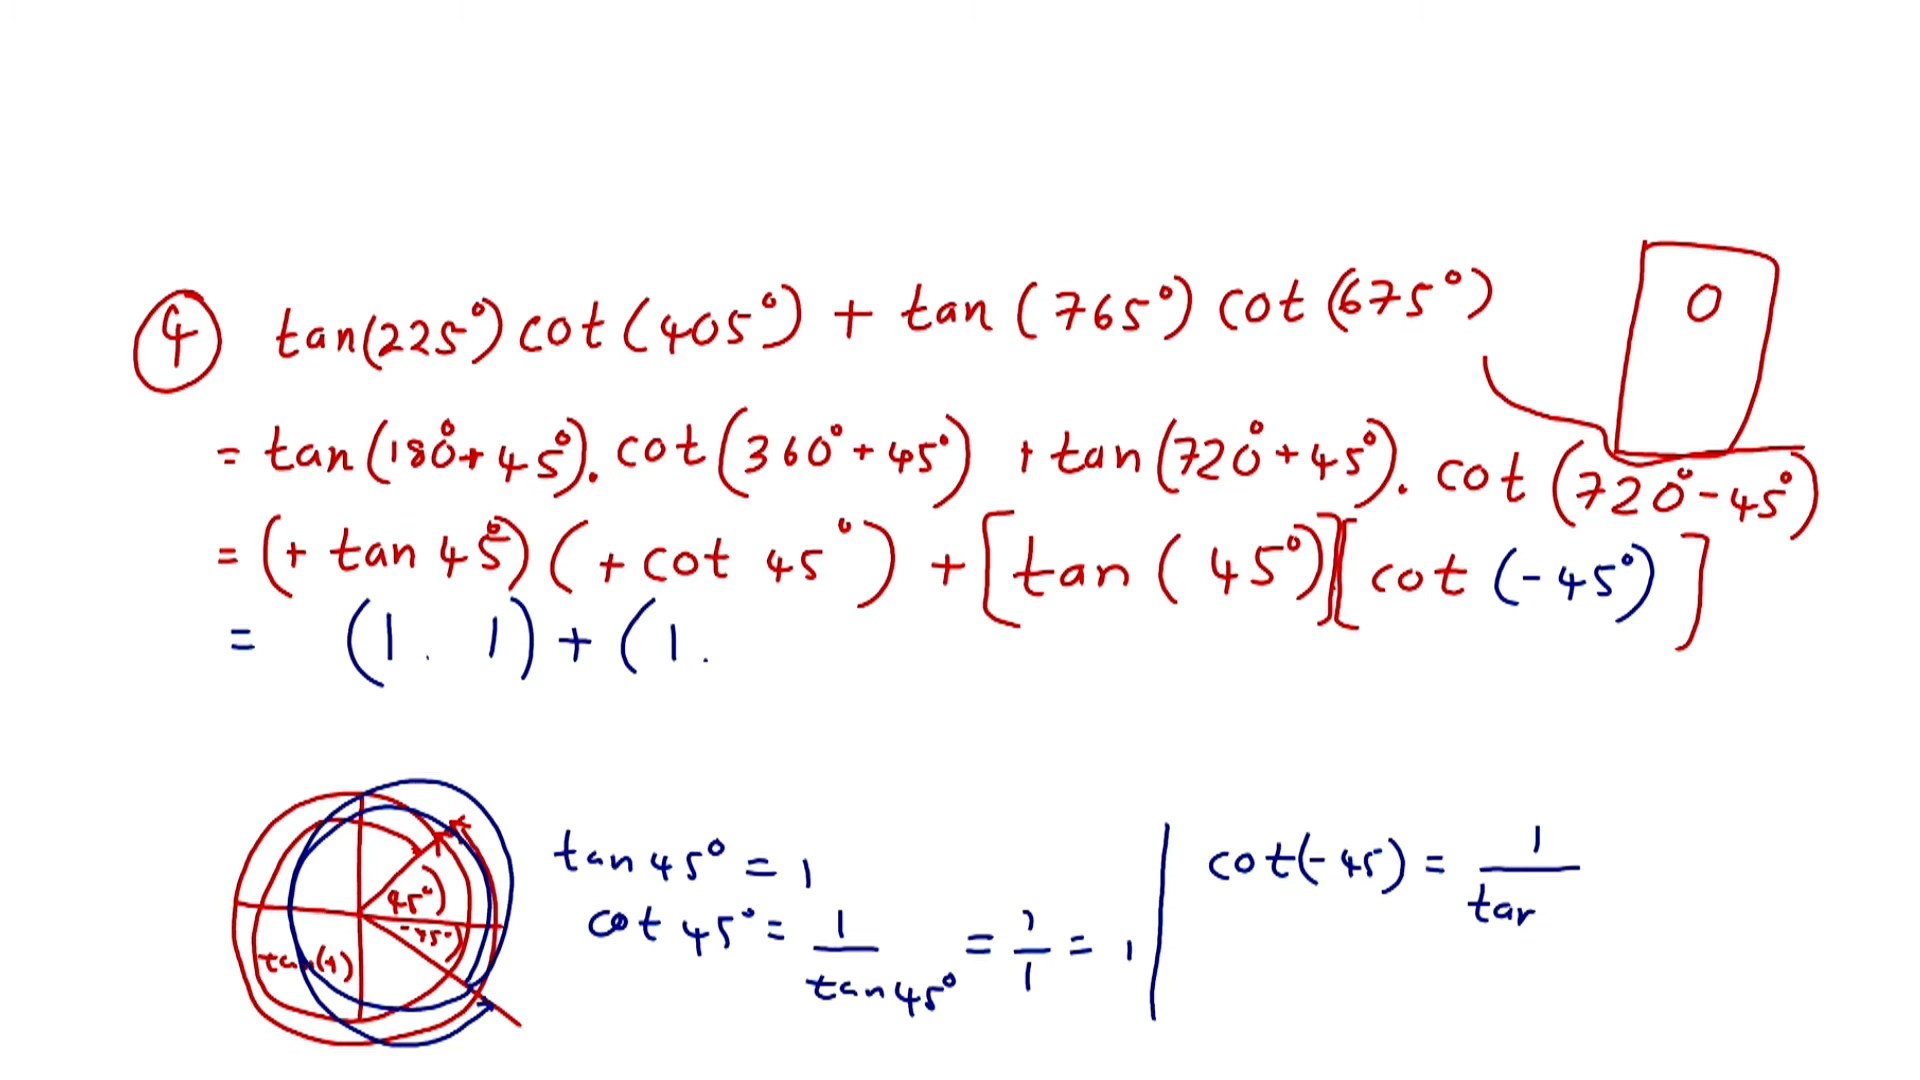 ④ tan(225°) cot(405°) + tan(765°) cot(675°)
0
= tan(180°+45°). cot(360°+45°) + tan(720°+45°). cot(720°-45°)
= (+ tan 45°)(+cot 45°) + [tan(45°)][cot(-45°)]
= (1. 1) + (1.
45°
-45°
tan(+)
tan 45° = 1
cot 45° = 1/tan 45° = 1/1 = 1
cot(-45) = 1/tan